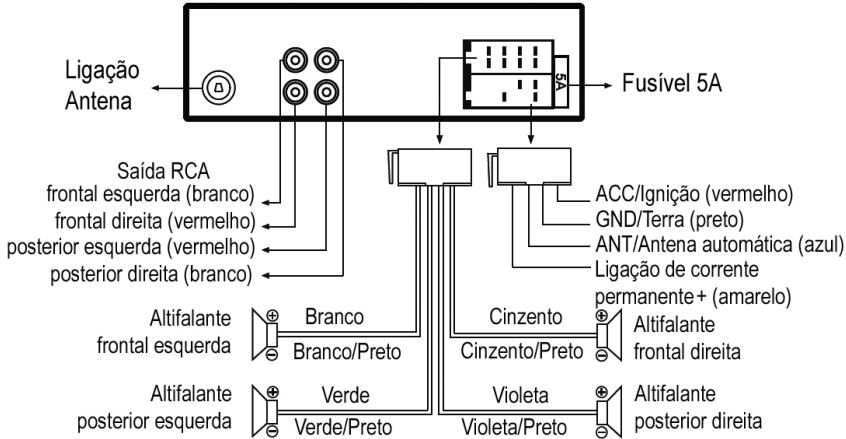 Ligação
Antena
5A
Fusível 5A
Saída RCA
frontal esquerda (branco)
frontal direita (vermelho)
posterior esquerda (vermelho)
posterior direita (branco)
ACC/Ignição (vermelho)
GND/Terra (preto)
ANT/Antena automática (azul)
Ligação de corrente
permanente+ (amarelo)
Altifalante
frontal esquerda
Branco
Branco/Preto
Cinzento
Cinzento/Preto
Altifalante
frontal direita
Altifalante
posterior esquerda
Verde
Verde/Preto
Violeta
Violeta/Preto
Altifalante
posterior direita